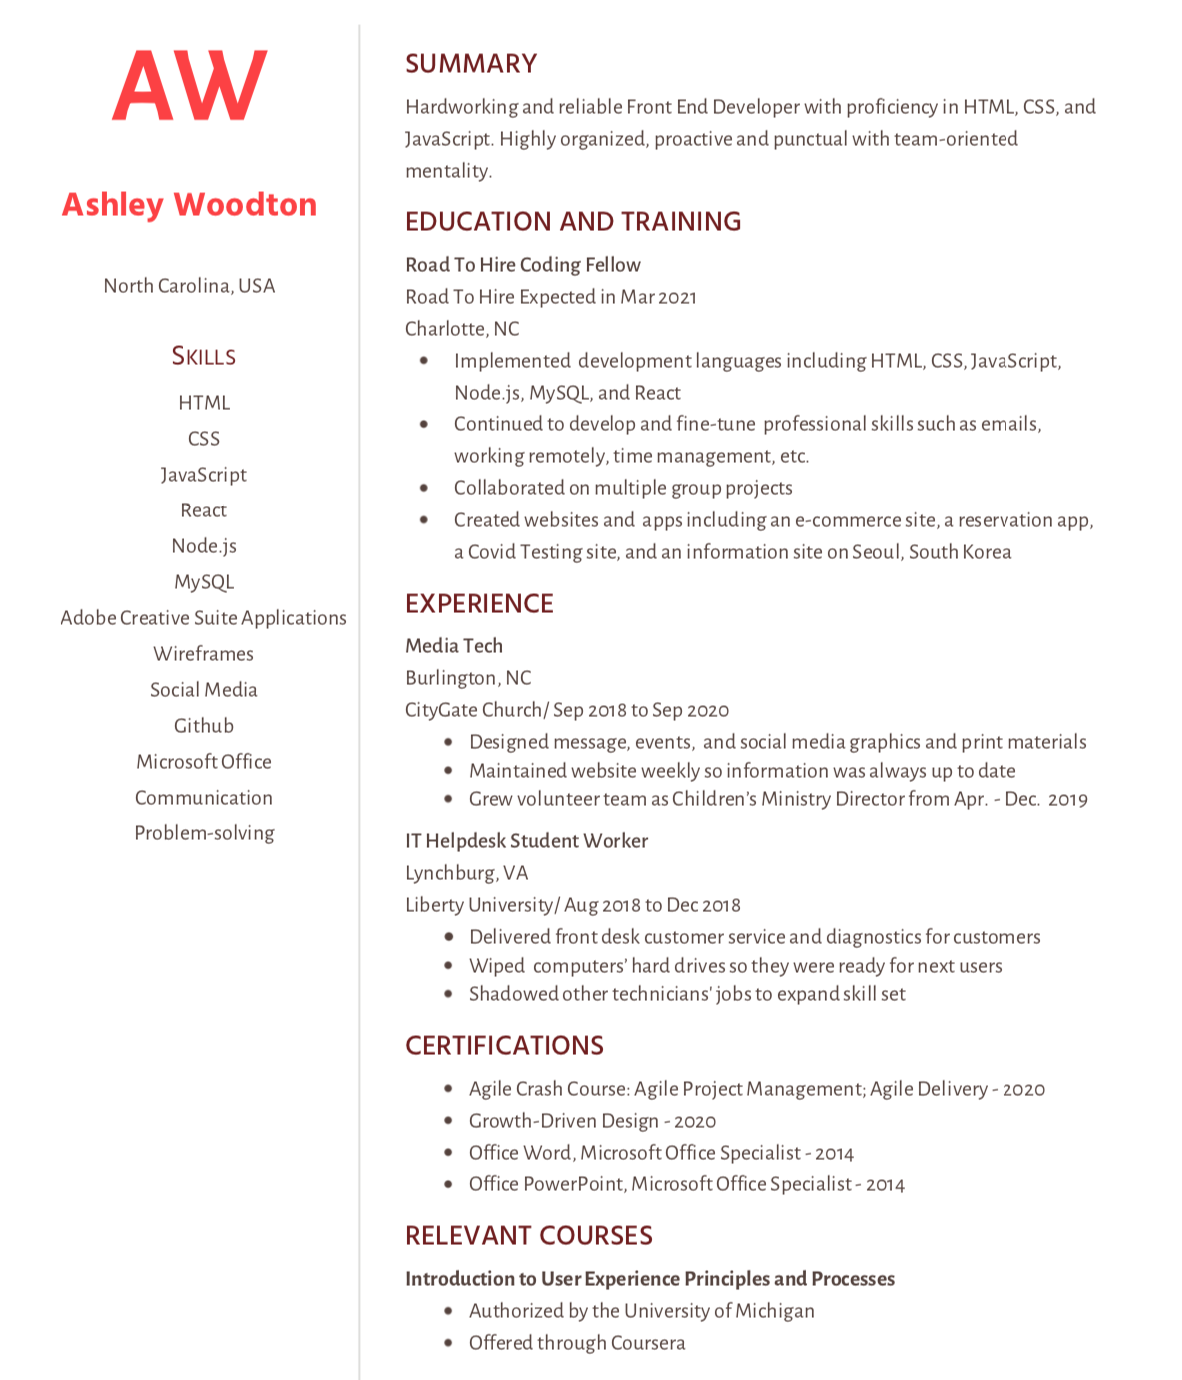 AW
Ashley Woodton
North Carolina, USA
SKILLS
HTML
CSS
JavaScript
React
Node.js
MySQL
Adobe Creative Suite Applications
Wireframes
Social Media
Github
Microsoft Office
Communication
Problem-solving
SUMMARY
Hardworking and reliable Front End Developer with proficiency in HTML, CSS, and
JavaScript. Highly organized, proactive and punctual with team-oriented
mentality.
EDUCATION AND TRAINING
Road To Hire Coding Fellow
Road To Hire Expected in Mar 2021
Charlotte, NC
• Implemented development languages including HTML, CSS, JavaScript,
Node.js, MySQL, and React
• Continued to develop and fine-tune professional skills such as emails,
working remotely, time management, etc.
• Collaborated on multiple group projects
• Created websites and apps including an e-commerce site, a reservation app,
a Covid Testing site, and an information site on Seoul, South Korea
EXPERIENCE
Media Tech
Burlington, NC
CityGate Church/ Sep 2018 to Sep 2020
• Designed message, events, and social media graphics and print materials
• Maintained website weekly so information was always up to date
• Grew volunteer team as Children’s Ministry Director from Apr. - Dec. 2019
IT Helpdesk Student Worker
Lynchburg, VA
Liberty University/ Aug 2018 to Dec 2018
• Delivered front desk customer service and diagnostics for customers
• Wiped computers’ hard drives so they were ready for next users
• Shadowed other technicians' jobs to expand skill set
CERTIFICATIONS
• Agile Crash Course: Agile Project Management; Agile Delivery - 2020
• Growth-Driven Design - 2020
• Office Word, Microsoft Office Specialist - 2014
• Office PowerPoint, Microsoft Office Specialist - 2014
RELEVANT COURSES
Introduction to User Experience Principles and Processes
• Authorized by the University of Michigan
• Offered through Coursera